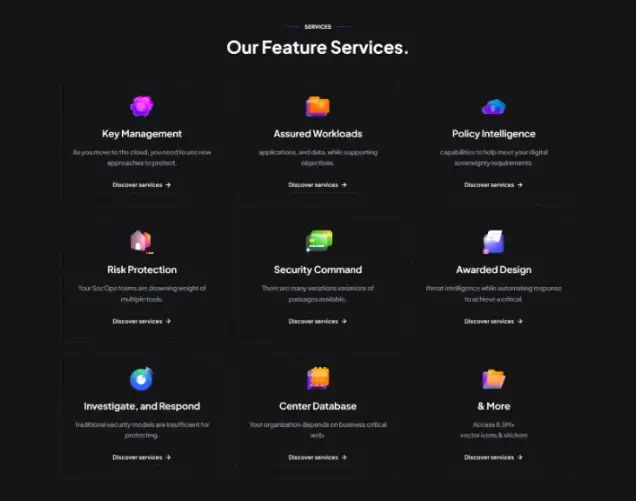 SERVICES
Our Feature Services.
Key Management
As you move to the cloud, you need to use new
approaches to protect.
Discover services →
Assured Workloads
applications, and data, while supporting
objectives.
Discover services →
Policy Intelligence
capabilities to help meet your digital
sovereignty requirements.
Discover services →
Risk Protection
Your SecOps teams are drowning weight of
multiple tools.
Discover services →
Security Command
There are many variations variations of
passages available.
Discover services →
Awarded Design
threat intelligence while automating response
to achieve a critical.
Discover services →
Investigate, and Respond
Traditional security models are insufficient for
protecting.
Discover services →
Center Database
Your organization depends on business critical
web.
Discover services →
& More
Access 8.5M+
vector icons & stickers
Discover services →